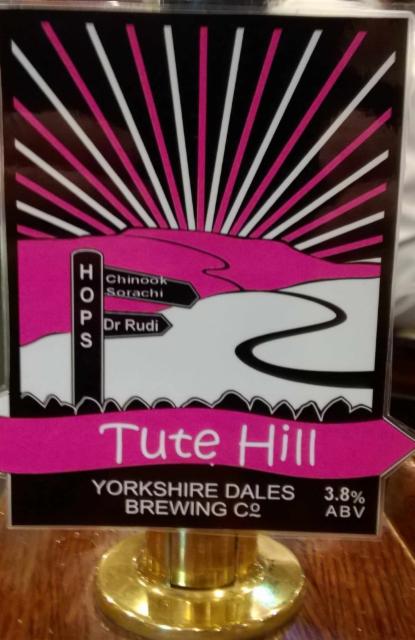 HOPS
Chinook
Sorachi
Dr Rudi
Tute Hill
YORKSHIRE DALES
BREWING Cº
3.8%
ABV